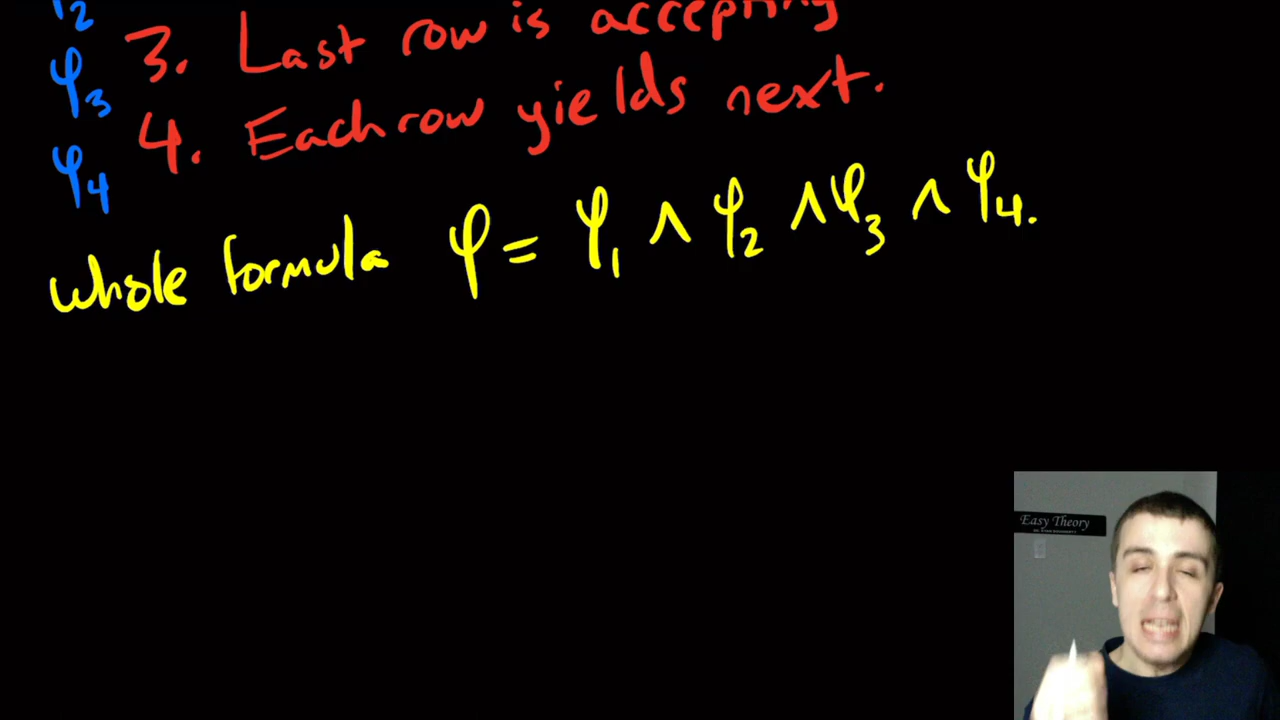 φ₂
φ₃ 3. Last row is accepting
φ₄ 4. Each row yields next.
whole formula φ = φ₁ ∧ φ₂ ∧ φ₃ ∧ φ₄.
Easy Theory